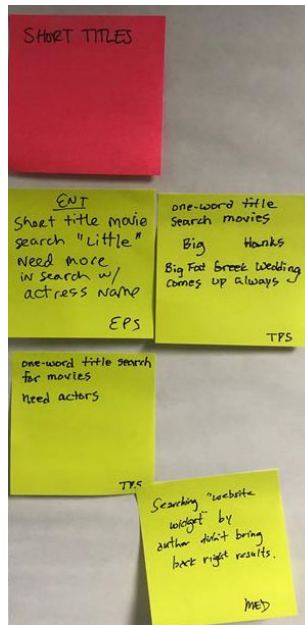 SHORT TITLES
ENT
Short title movie
search "Little"
Need more
in search w/
actress name
EPS
one-word title
search movies
Big Hanks
Big Fat Greek Wedding
comes up always
TPS
one-word title search
for movies
need actors
TPS
Searching "website
widget" by
author didn't bring
back right results.
MED